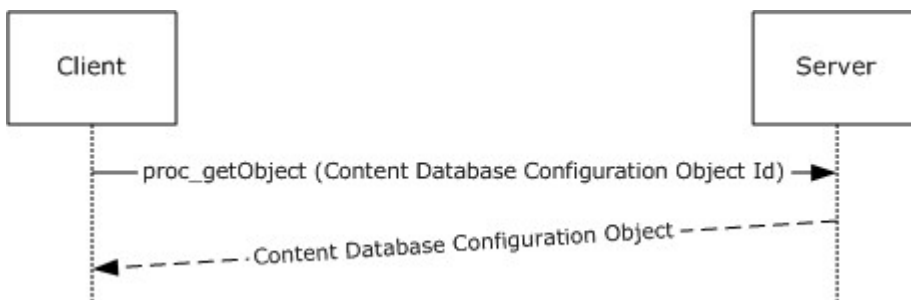 Client
Server
proc_getObject (Content Database Configuration Object Id)
Content Database Configuration Object